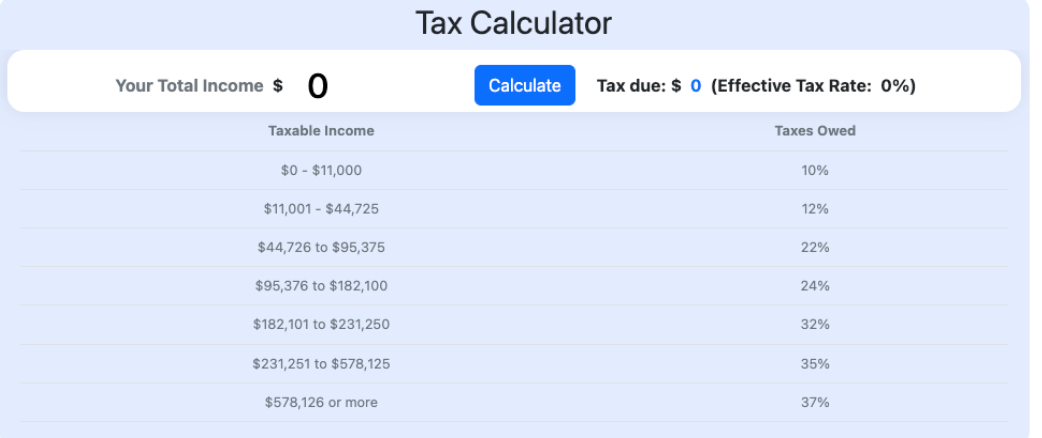 Tax Calculator
Your Total Income $ 0 Calculate Tax due: $ 0 (Effective Tax Rate: 0%)
Taxable Income Taxes Owed
$0 - $11,000 10%
$11,001 - $44,725 12%
$44,726 to $95,375 22%
$95,376 to $182,100 24%
$182,101 to $231,250 32%
$231,251 to $578,125 35%
$578,126 or more 37%